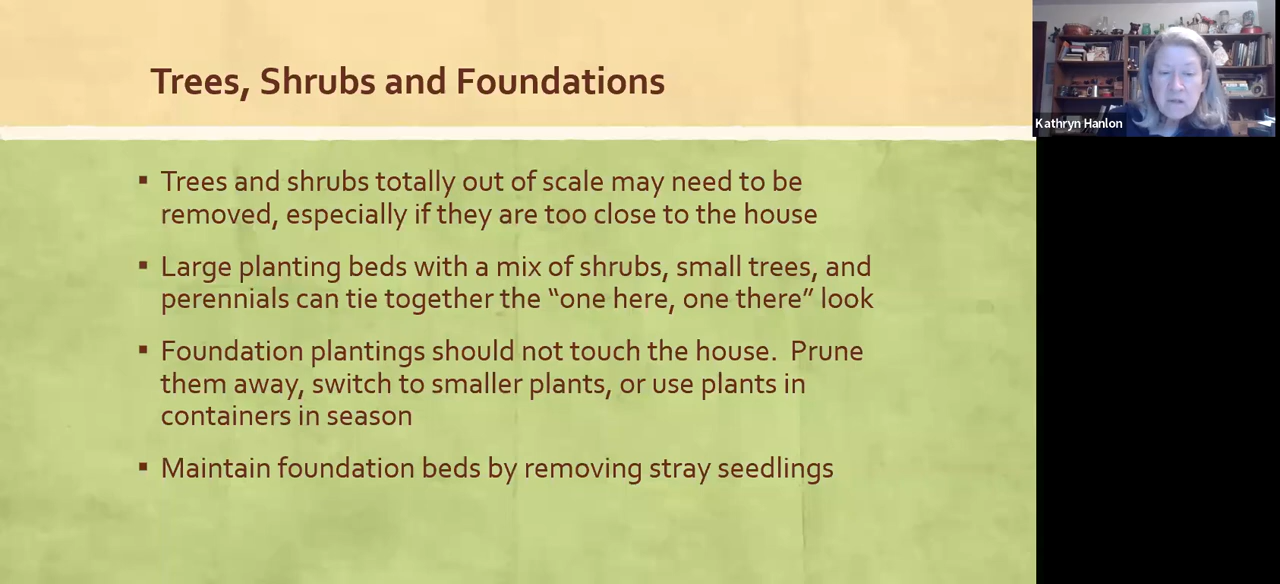 Trees, Shrubs and Foundations
Kathryn Hanlon
▪ Trees and shrubs totally out of scale may need to be
removed, especially if they are too close to the house
▪ Large planting beds with a mix of shrubs, small trees, and
perennials can tie together the “one here, one there” look
▪ Foundation plantings should not touch the house.  Prune
them away, switch to smaller plants, or use plants in
containers in season
▪ Maintain foundation beds by removing stray seedlings